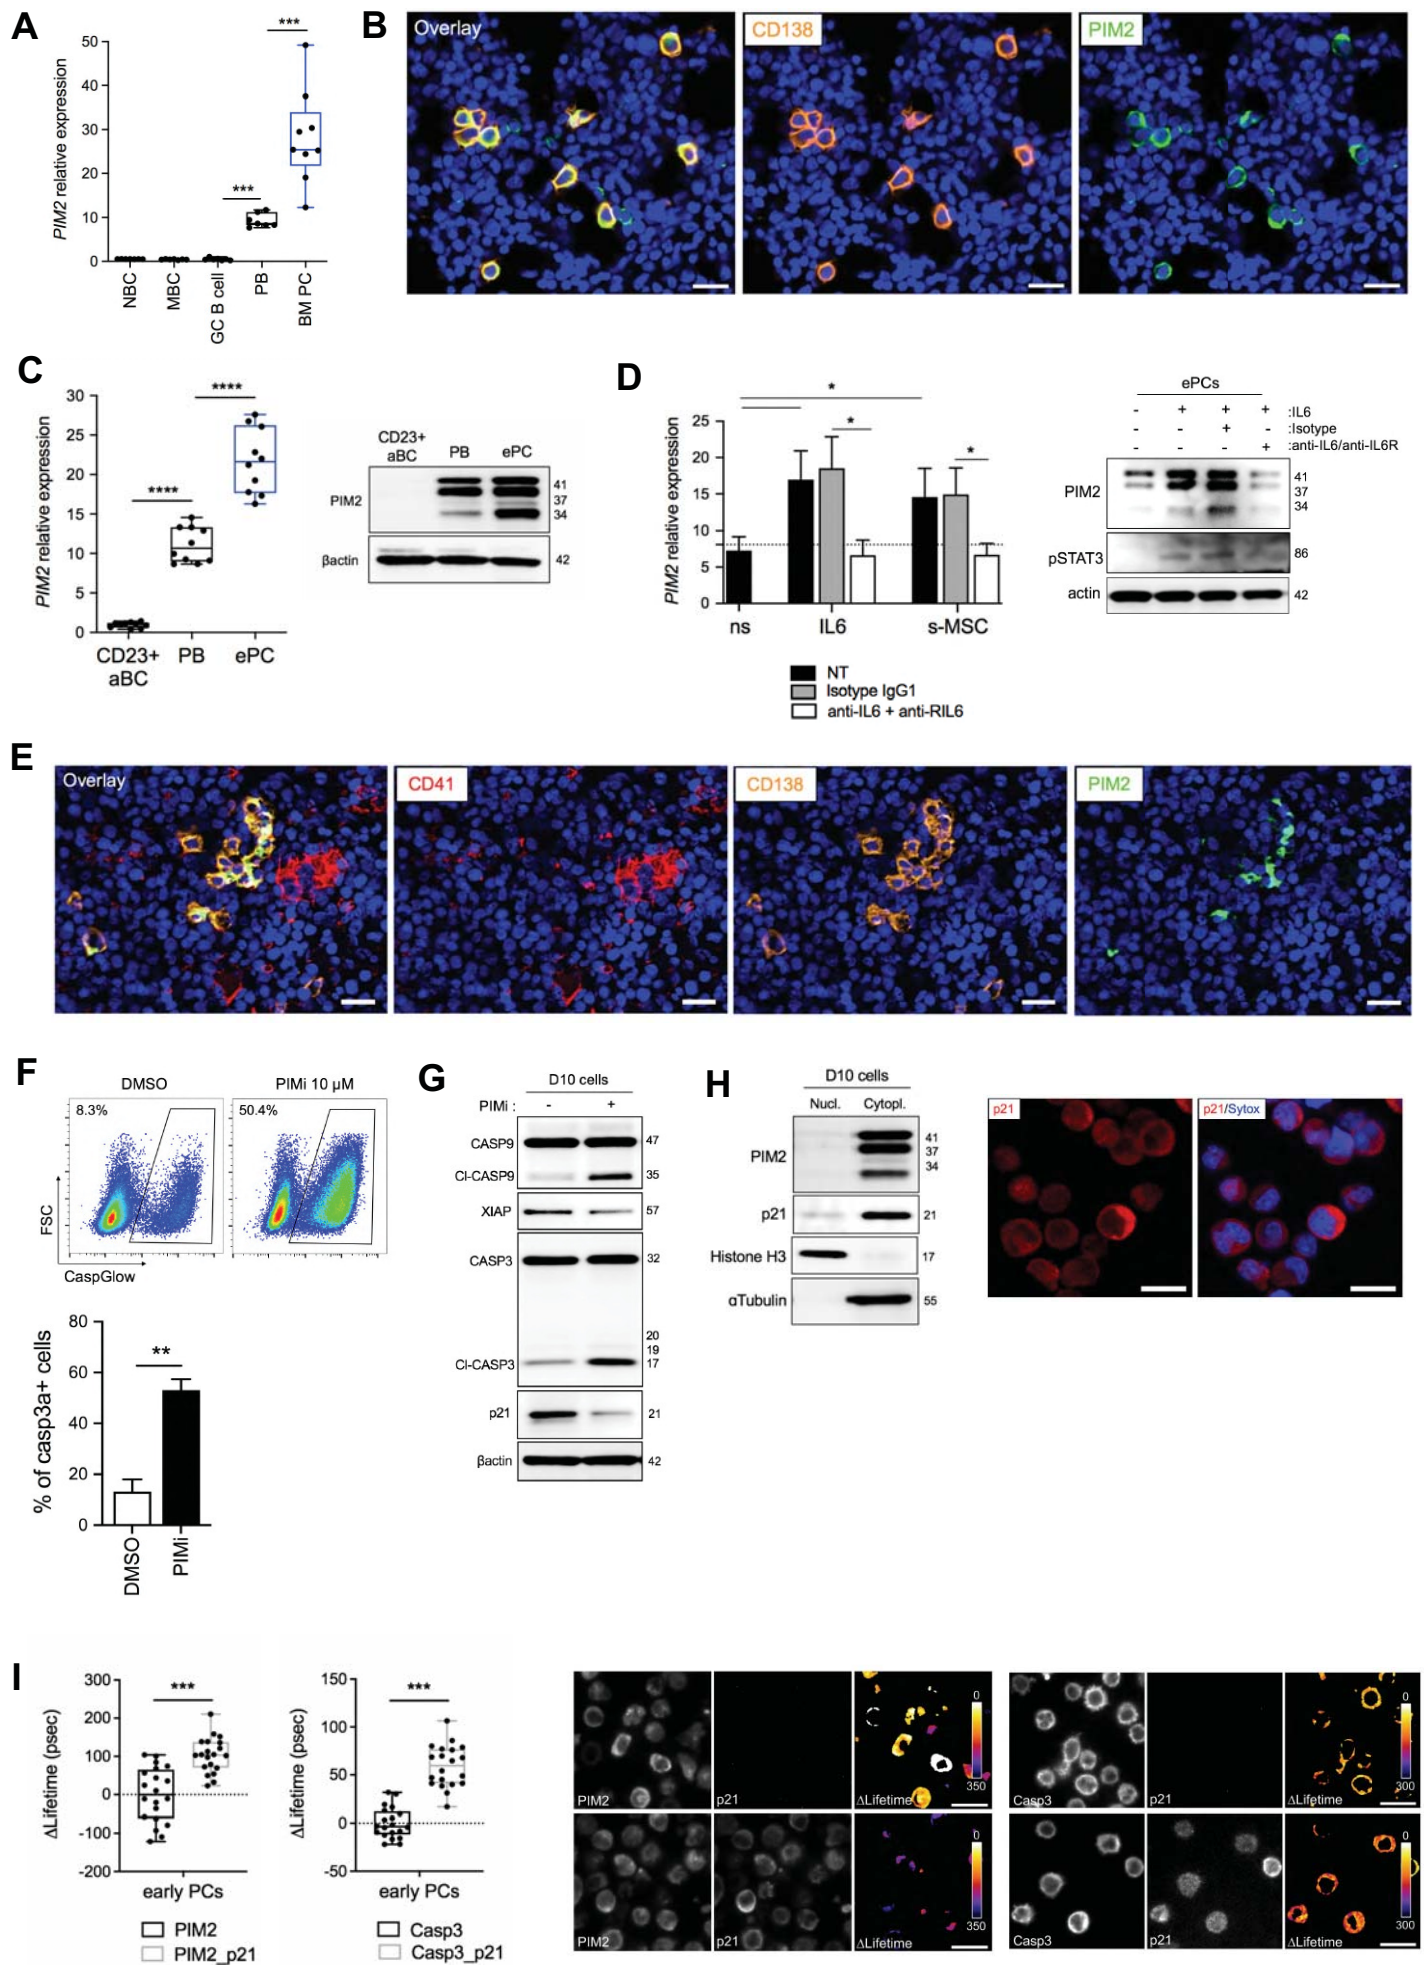 A
***
***
50
40
30
20
10
0
PIM2 relative expression
NBC
MBC
GC B cell
PB
BM PC
B
Overlay
CD138
PIM2
C
****
****
30
25
20
15
10
5
0
PIM2 relative expression
CD23+ aBC
PB
ePC
CD23+ aBC
PB
ePC
PIM2
41
37
34
βactin
42
D
*
*
*
25
20
15
10
5
0
PIM2 relative expression
ns
IL6
s-MSC
NT
Isotype IgG1
anti-IL6 + anti-RIL6
ePCs
- + + + :IL6
- - + - :Isotype
- - - + :anti-IL6/anti-IL6R
PIM2
41
37
34
pSTAT3
86
actin
42
E
Overlay
CD41
CD138
PIM2
F
DMSO
PIMi 10 µM
8.3%
50.4%
FSC
CaspGlow
80
60
40
20
0
% of casp3a+ cells
**
DMSO
PIMi
G
D10 cells
PIMi : - +
CASP9
47
Cl-CASP9
35
XIAP
57
CASP3
32
20
19
Cl-CASP3
17
p21
21
βactin
42
H
D10 cells
Nucl. Cytopl.
PIM2
41
37
34
p21
21
Histone H3
17
αTubulin
55
p21
p21/Sytox
I
300
200
100
0
-100
-200
ΔLifetime (psec)
***
early PCs
PIM2
PIM2_p21
150
100
50
0
-50
ΔLifetime (psec)
***
early PCs
Casp3
Casp3_p21
PIM2
p21
ΔLifetime
0
350
Casp3
p21
ΔLifetime
0
300
PIM2
p21
ΔLifetime
0
350
Casp3
p21
ΔLifetime
0
300